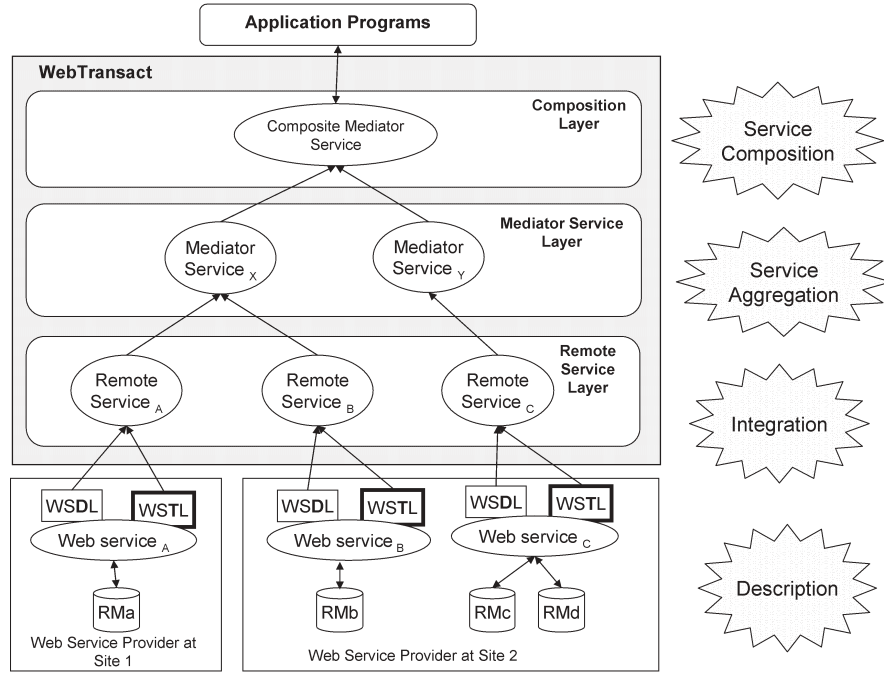 Application Programs
WebTransact
Composition
Layer
Composite Mediator
Service
Service
Composition
Mediator Service
Layer
Mediator
Service X
Mediator
Service Y
Service
Aggregation
Remote
Service
Layer
Remote
Service A
Remote
Service B
Remote
Service C
Integration
WSDL
WSTL
WSDL
WSTL
WSDL
WSTL
Web service A
Web service B
Web service C
Description
RMa
RMb
RMc
RMd
Web Service Provider at
Site 1
Web Service Provider at Site 2